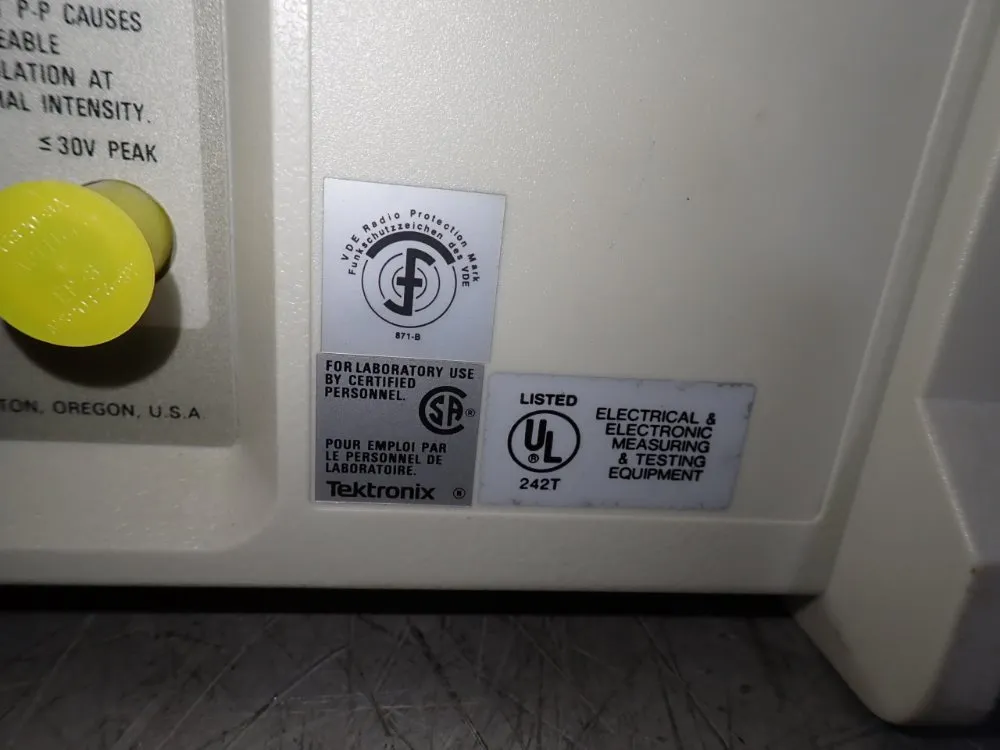 P-P CAUSES
EABLE
LATION AT
MAL INTENSITY.
≤30V PEAK
TON, OREGON, U.S.A.
VDE Radio Protection Mark
Funkschutzzeichen des VDE
871-B
FOR LABORATORY USE
BY CERTIFIED
PERSONNEL.
SA ®
POUR EMPLOI PAR
LE PERSONNEL DE
LABORATOIRE.
Tektronix ®
LISTED
UL ®
242T
ELECTRICAL &
ELECTRONIC
MEASURING
& TESTING
EQUIPMENT